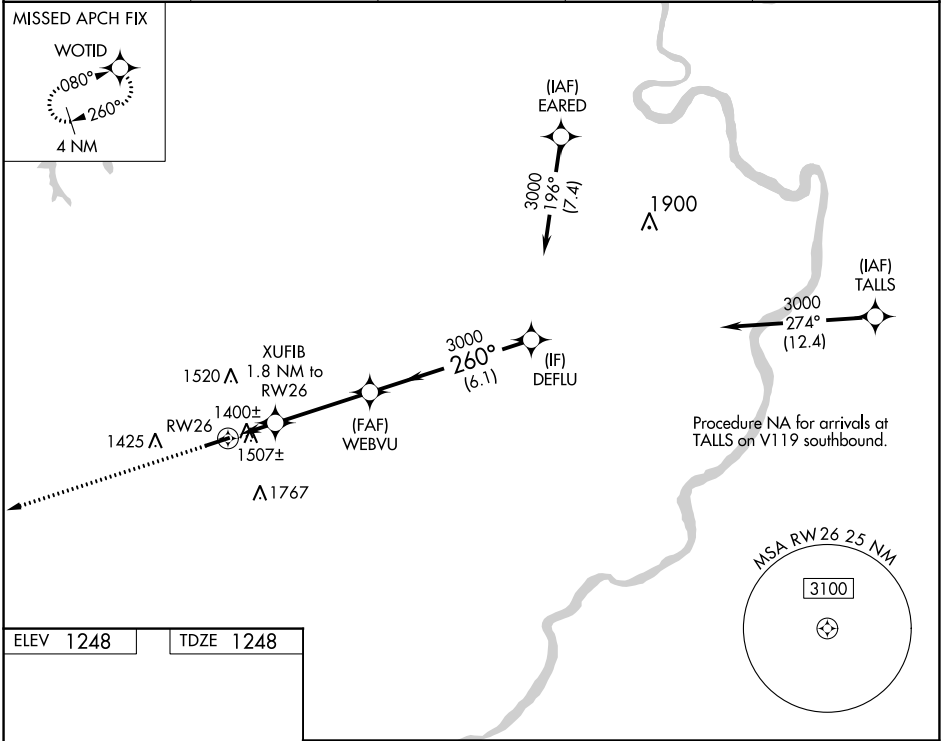 MISSED APCH FIX
WOTID
080°
260°
4 NM
(IAF)
EARED
3000
196°
(7.4)
1900
(IAF)
TALLS
3000
274°
(12.4)
3000
260°
(6.1)
(IF)
DEFLU
XUFIB
1.8 NM to
RW26
1520
(FAF)
WEBVU
1400±
RW26
1425
1507±
1767
Procedure NA for arrivals at
TALLS on V119 southbound.
MSA RW26 25 NM
3100
ELEV 1248
TDZE 1248